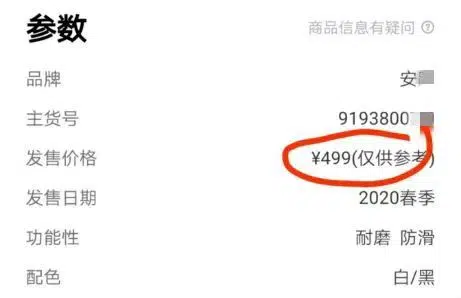 参数 商品信息有疑问 ?
品牌 安
主货号 9193800
发售价格 ¥499(仅供参考)
发售日期 2020春季
功能性 耐磨 防滑
配色 白/黑